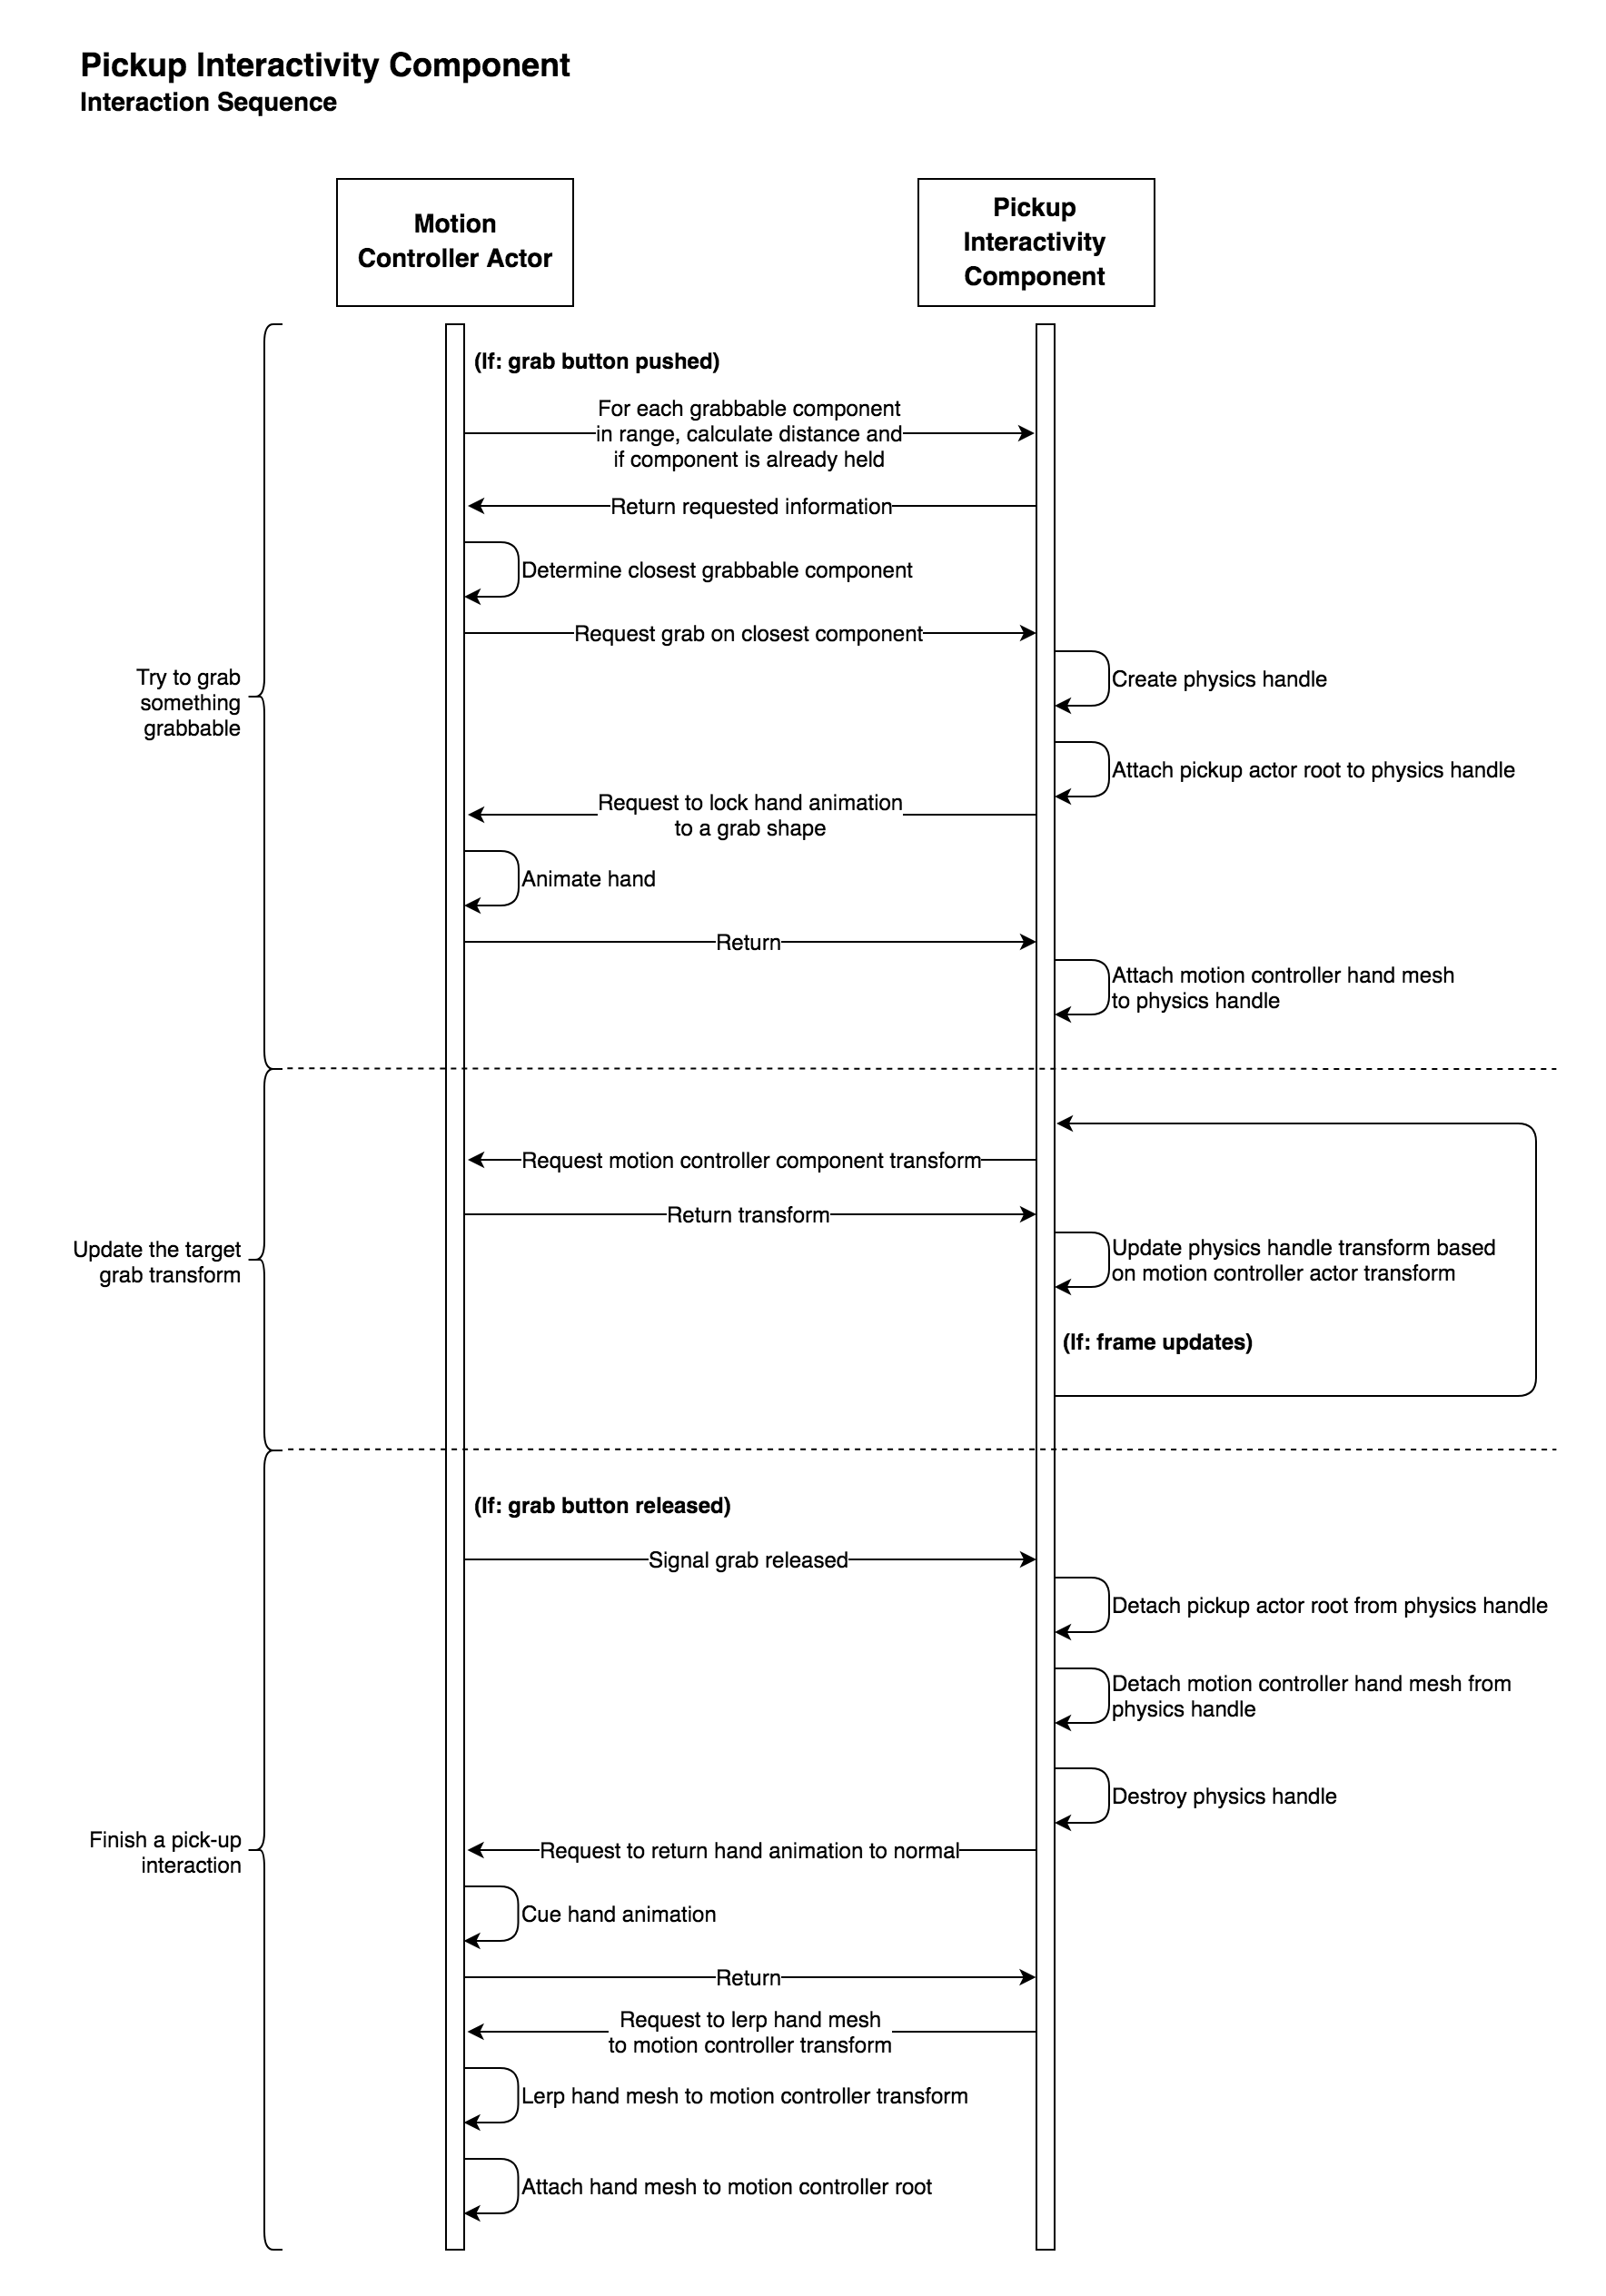 Pickup Interactivity Component
Interaction Sequence
Motion
Controller Actor
Pickup
Interactivity
Component
(If: grab button pushed)
For each grabbable component
in range, calculate distance and
if component is already held
Return requested information
Determine closest grabbable component
Request grab on closest component
Create physics handle
Try to grab
something
grabbable
Attach pickup actor root to physics handle
Request to lock hand animation
to a grab shape
Animate hand
Return
Attach motion controller hand mesh
to physics handle
Request motion controller component transform
Return transform
Update the target
grab transform
Update physics handle transform based
on motion controller actor transform
(If: frame updates)
(If: grab button released)
Signal grab released
Detach pickup actor root from physics handle
Detach motion controller hand mesh from
physics handle
Destroy physics handle
Finish a pick-up
interaction
Request to return hand animation to normal
Cue hand animation
Return
Request to lerp hand mesh
to motion controller transform
Lerp hand mesh to motion controller transform
Attach hand mesh to motion controller root